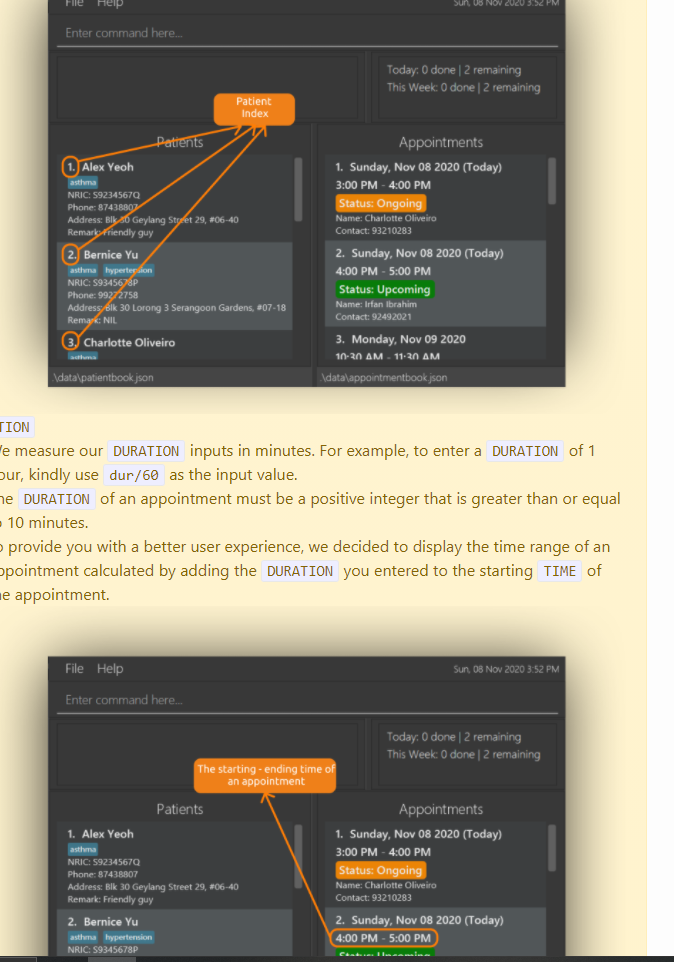 File Help
Sun, 08 Nov 2020 3:52 PM
Enter command here...
Today: 0 done | 2 remaining
This Week: 0 done | 2 remaining
Patient
Index
Patients
1. Alex Yeoh
asthma
NRIC: S9234567Q
Phone: 87438807
Address: Blk 30 Geylang Street 29, #06-40
Remark: Friendly guy
2. Bernice Yu
asthma hypertension
NRIC: S9345678P
Phone: 99272758
Address: Blk 30 Lorong 3 Serangoon Gardens, #07-18
Remark: NIL
3. Charlotte Oliveiro
asthma
\data\patientbook.json
Appointments
1. Sunday, Nov 08 2020 (Today)
3:00 PM - 4:00 PM
Status: Ongoing
Name: Charlotte Oliveiro
Contact: 93210283
2. Sunday, Nov 08 2020 (Today)
4:00 PM - 5:00 PM
Status: Upcoming
Name: Irfan Ibrahim
Contact: 92492021
3. Monday, Nov 09 2020
10:30 AM - 11:30 AM
\data\appointmentbook.json
TION
e measure our DURATION inputs in minutes. For example, to enter a DURATION of 1
our, kindly use dur/60 as the input value.
he DURATION of an appointment must be a positive integer that is greater than or equal
o 10 minutes.
o provide you with a better user experience, we decided to display the time range of an
ppointment calculated by adding the DURATION you entered to the starting TIME of
he appointment.
File Help
Sun, 08 Nov 2020 3:52 PM
Enter command here...
Today: 0 done | 2 remaining
This Week: 0 done | 2 remaining
The starting - ending time of
an appointment
Patients
1. Alex Yeoh
asthma
NRIC: S9234567Q
Phone: 87438807
Address: Blk 30 Geylang Street 29, #06-40
Remark: Friendly guy
2. Bernice Yu
asthma hypertension
NRIC: S9345678P
Appointments
1. Sunday, Nov 08 2020 (Today)
3:00 PM - 4:00 PM
Status: Ongoing
Name: Charlotte Oliveiro
Contact: 93210283
2. Sunday, Nov 08 2020 (Today)
4:00 PM - 5:00 PM
Status: Upcoming